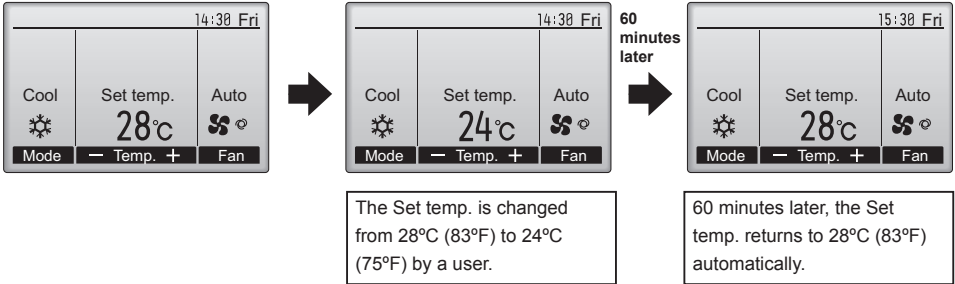 14:30 Fri
Cool Set temp. Auto
28°C
Mode — Temp. + Fan
14:30 Fri
Cool Set temp. Auto
24°C
Mode — Temp. + Fan
60
minutes
later
15:30 Fri
Cool Set temp. Auto
28°C
Mode — Temp. + Fan
The Set temp. is changed
from 28ºC (83ºF) to 24ºC
(75ºF) by a user.
60 minutes later, the Set
temp. returns to 28ºC (83ºF)
automatically.